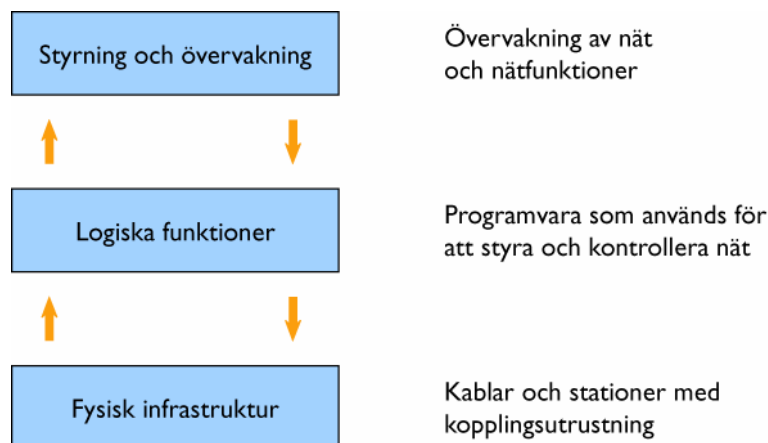 Styrning och övervakning
Övervakning av nät
och nätfunktioner
Logiska funktioner
Programvara som används för
att styra och kontrollera nät
Fysisk infrastruktur
Kablar och stationer med
kopplingsutrustning